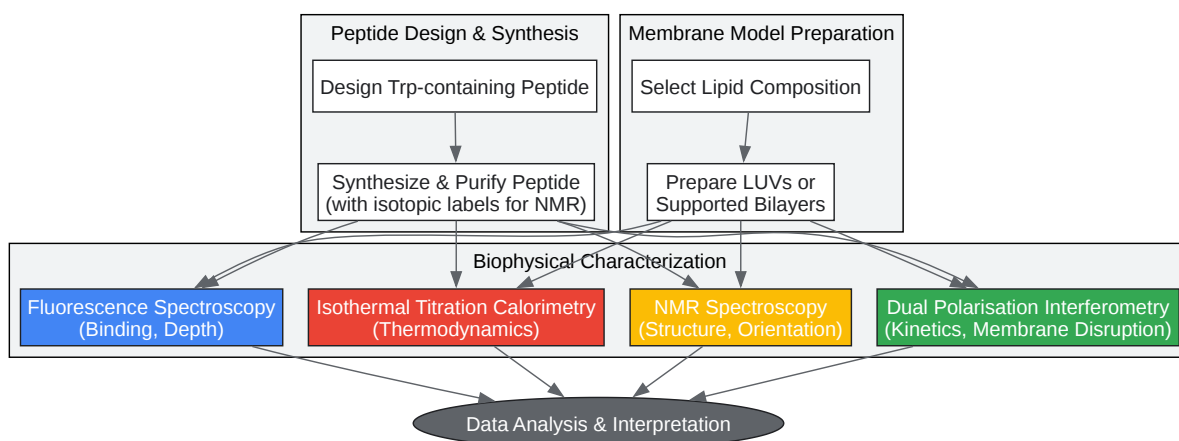 Peptide Design & Synthesis
Membrane Model Preparation
Design Trp-containing Peptide
Select Lipid Composition
Synthesize & Purify Peptide
(with isotopic labels for NMR)
Prepare LUVs or
Supported Bilayers
Biophysical Characterization
Fluorescence Spectroscopy
(Binding, Depth)
Isothermal Titration Calorimetry
(Thermodynamics)
NMR Spectroscopy
(Structure, Orientation)
Dual Polarisation Interferometry
(Kinetics, Membrane Disruption)
Data Analysis & Interpretation